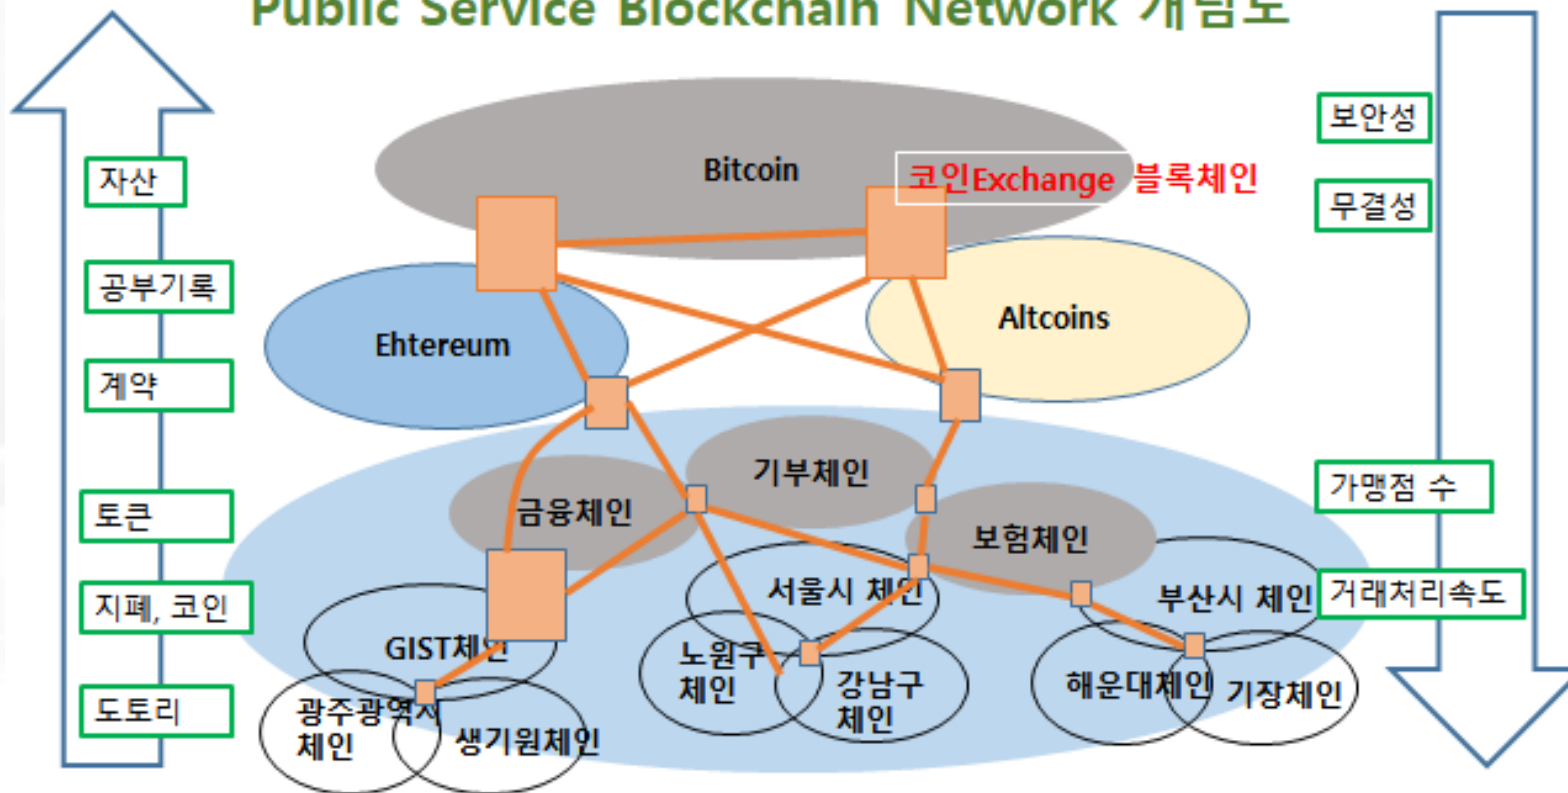 Public Service Blockchain Network 개념도
보안성
자산
Bitcoin
코인Exchange 블록체인
무결성
공부기록
Ehtereum
Altcoins
계약
토큰
금융체인
기부체인
보험체인
가맹점 수
지폐, 코인
GIST체인
서울시 체인
부산시 체인
거래처리속도
도토리
광주광역시
체인
생기원체인
노원구
체인
강남구
체인
해운대체인
기장체인